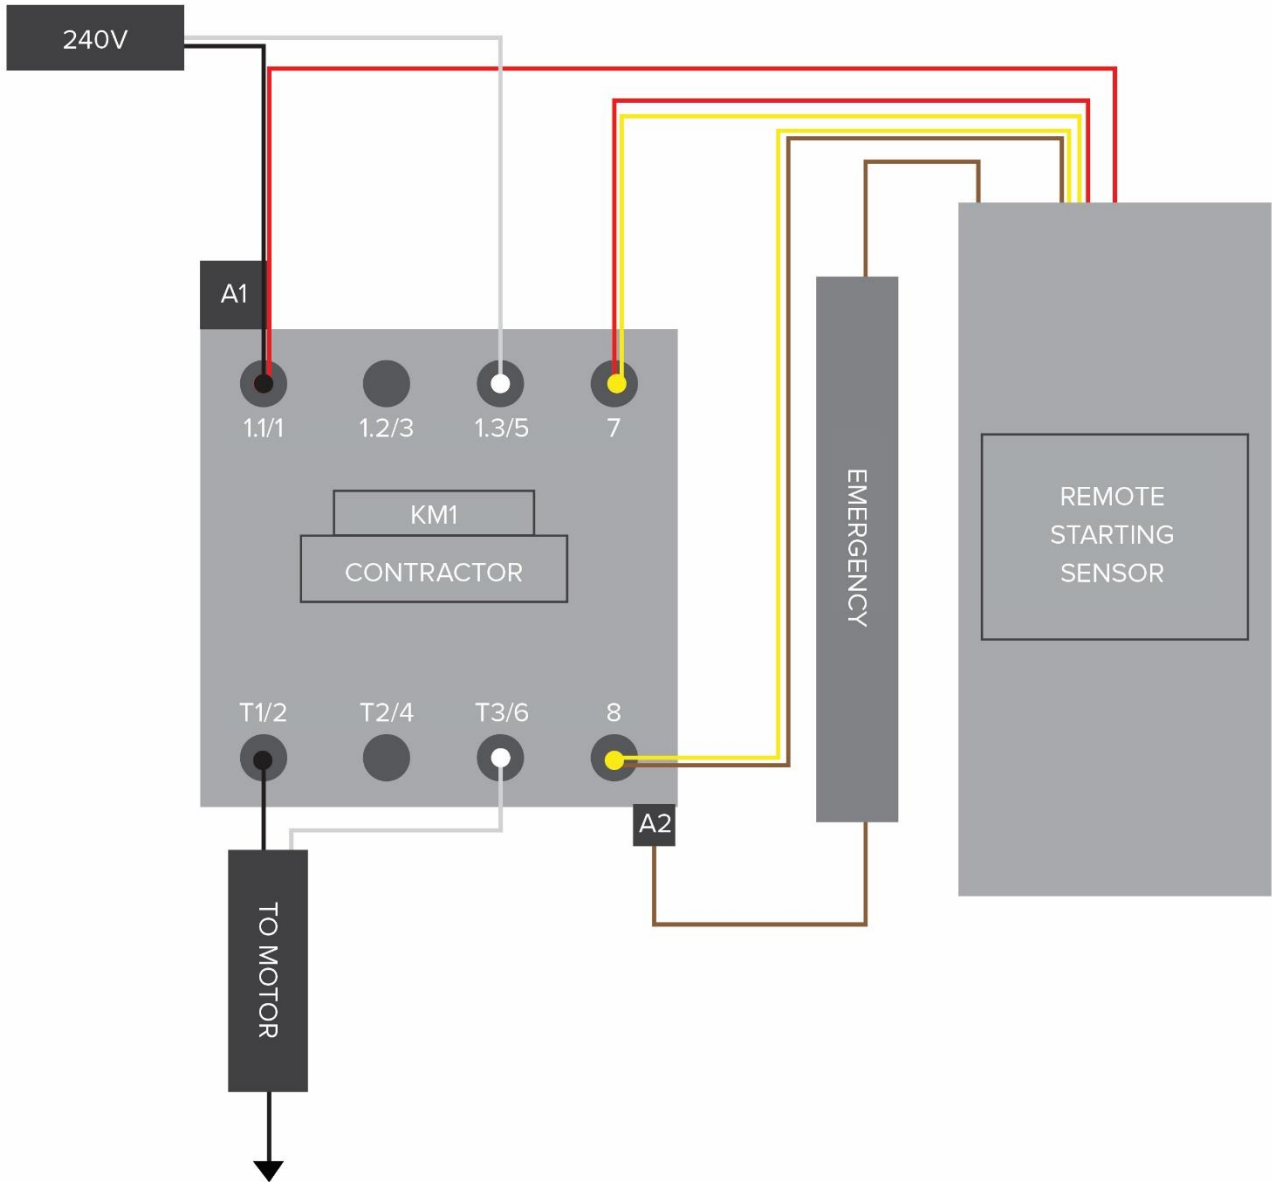 240V
A1
1.1/1
1.2/3
1.3/5
7
KM1
CONTRACTOR
EMERGENCY
REMOTE
STARTING
SENSOR
T1/2
T2/4
T3/6
8
A2
TO MOTOR